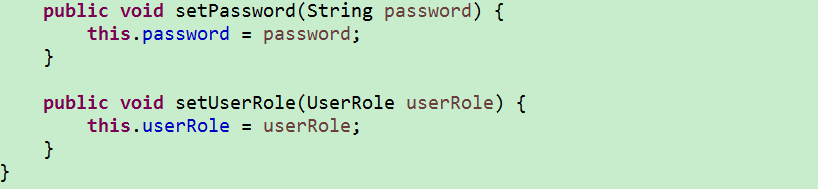 public void setPassword(String password) {
this.password = password;
}
public void setUserRole(UserRole userRole) {
this.userRole = userRole;
}
}